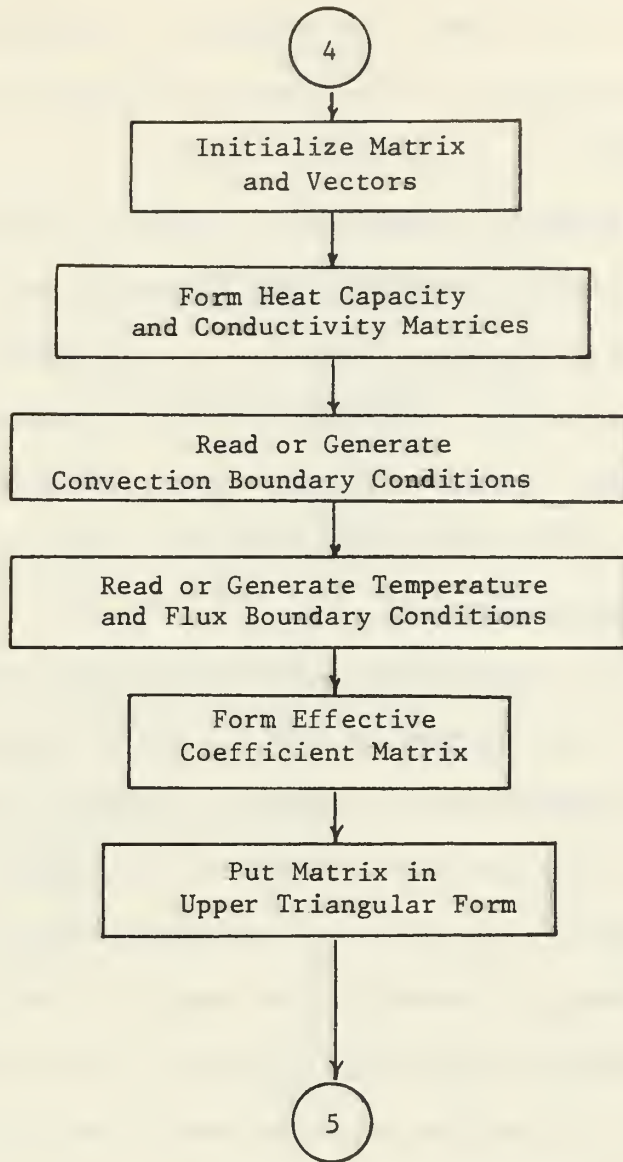 4
Initialize Matrix
and Vectors
Form Heat Capacity
and Conductivity Matrices
Read or Generate
Convection Boundary Conditions
Read or Generate Temperature
and Flux Boundary Conditions
Form Effective
Coefficient Matrix
Put Matrix in
Upper Triangular Form
5